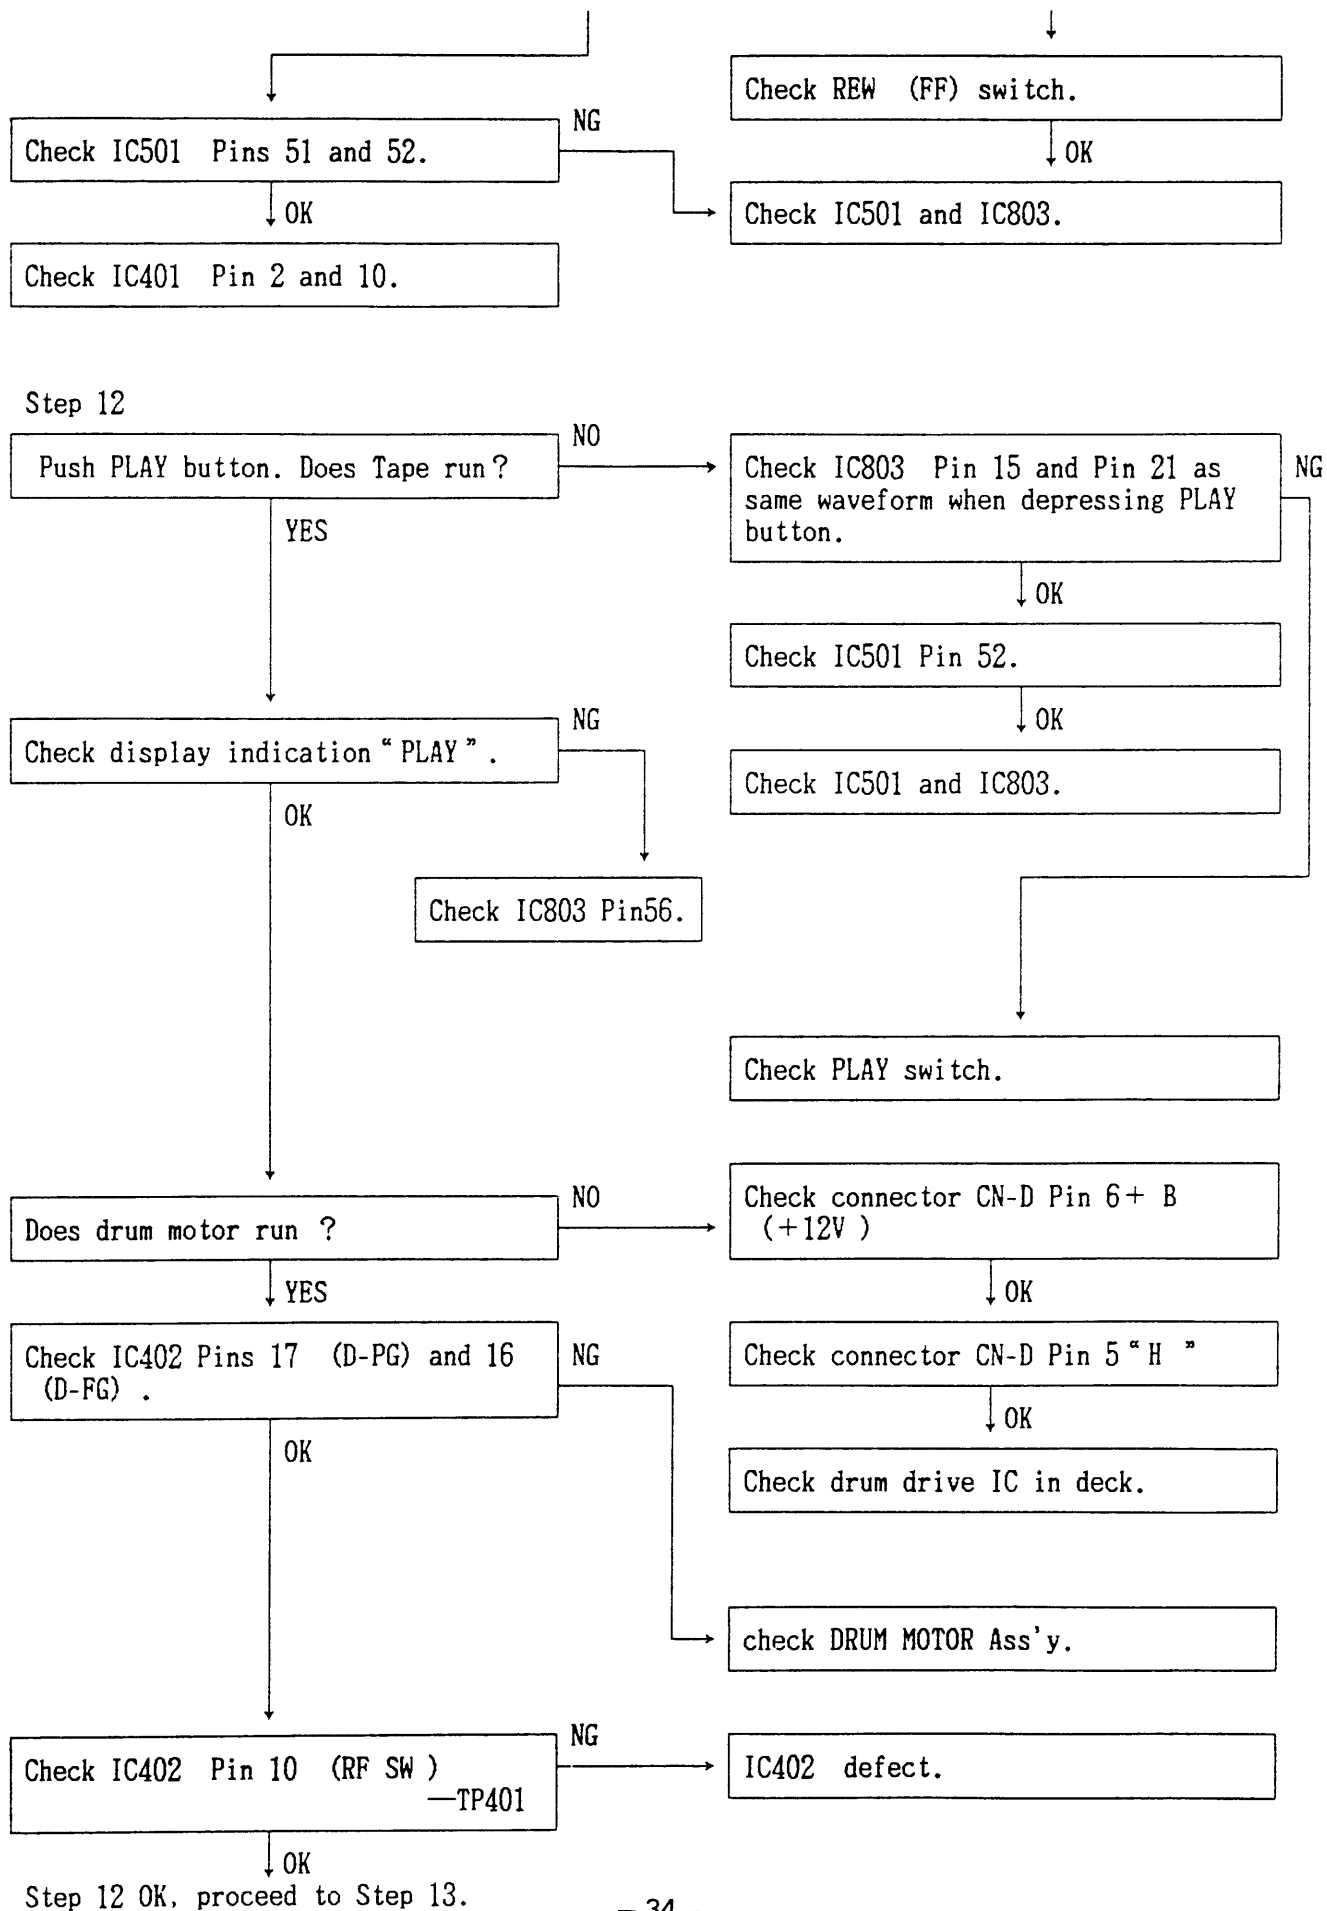 Check REW (FF) switch.
NG
Check IC501 Pins 51 and 52.
OK
OK
Check IC501 and IC803.
Check IC401 Pin 2 and 10.
Step 12
Push PLAY button. Does Tape run?
NO
Check IC803 Pin 15 and Pin 21 as
same waveform when depressing PLAY
button.
NG
YES
OK
Check IC501 Pin 52.
OK
Check IC501 and IC803.
Check display indication “PLAY”.
NG
OK
Check IC803 Pin56.
Check PLAY switch.
Does drum motor run ?
NO
Check connector CN-D Pin 6+ B
(+12V )
YES
OK
Check IC402 Pins 17 (D-PG) and 16
(D-FG) .
NG
Check connector CN-D Pin 5 “H ”
OK
OK
Check drum drive IC in deck.
check DRUM MOTOR Ass'y.
Check IC402 Pin 10 (RF SW )
—TP401
NG
IC402 defect.
OK
Step 12 OK, proceed to Step 13.
— 34 —